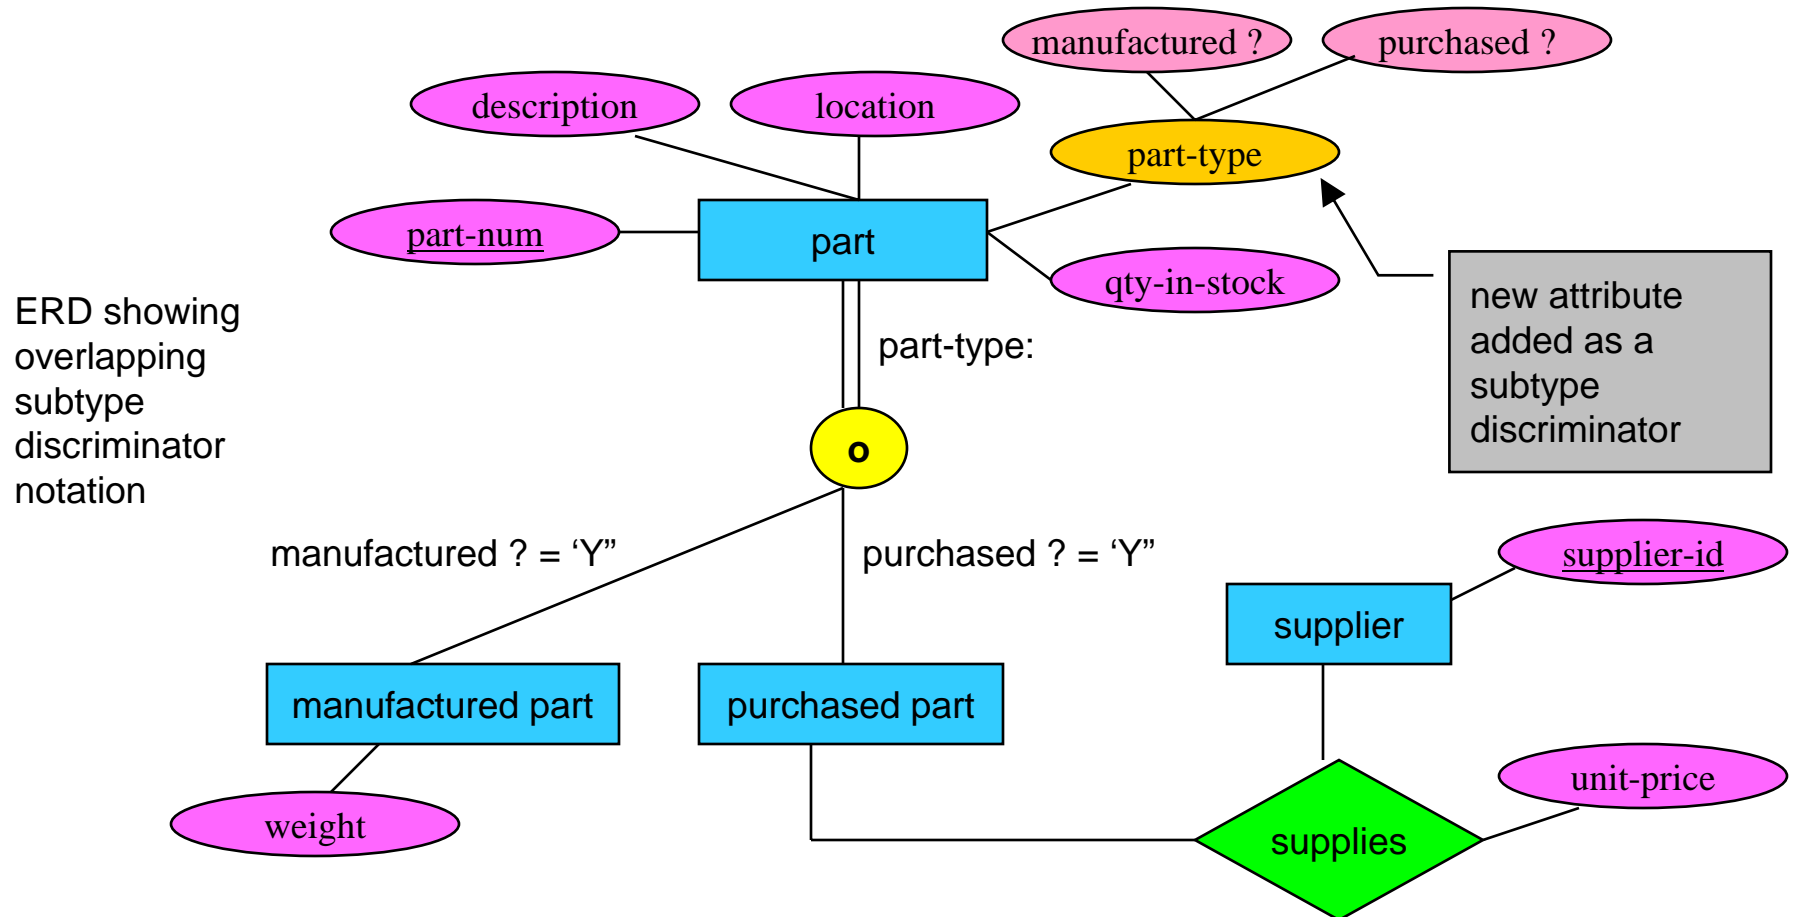 manufactured ?
purchased ?
description
location
part-type
part-num
part
qty-in-stock
new attribute
added as a
subtype
discriminator
ERD showing
overlapping
subtype
discriminator
notation
part-type:
o
manufactured ? = ‘Y”
purchased ? = ‘Y”
supplier-id
supplier
manufactured part
purchased part
unit-price
weight
supplies